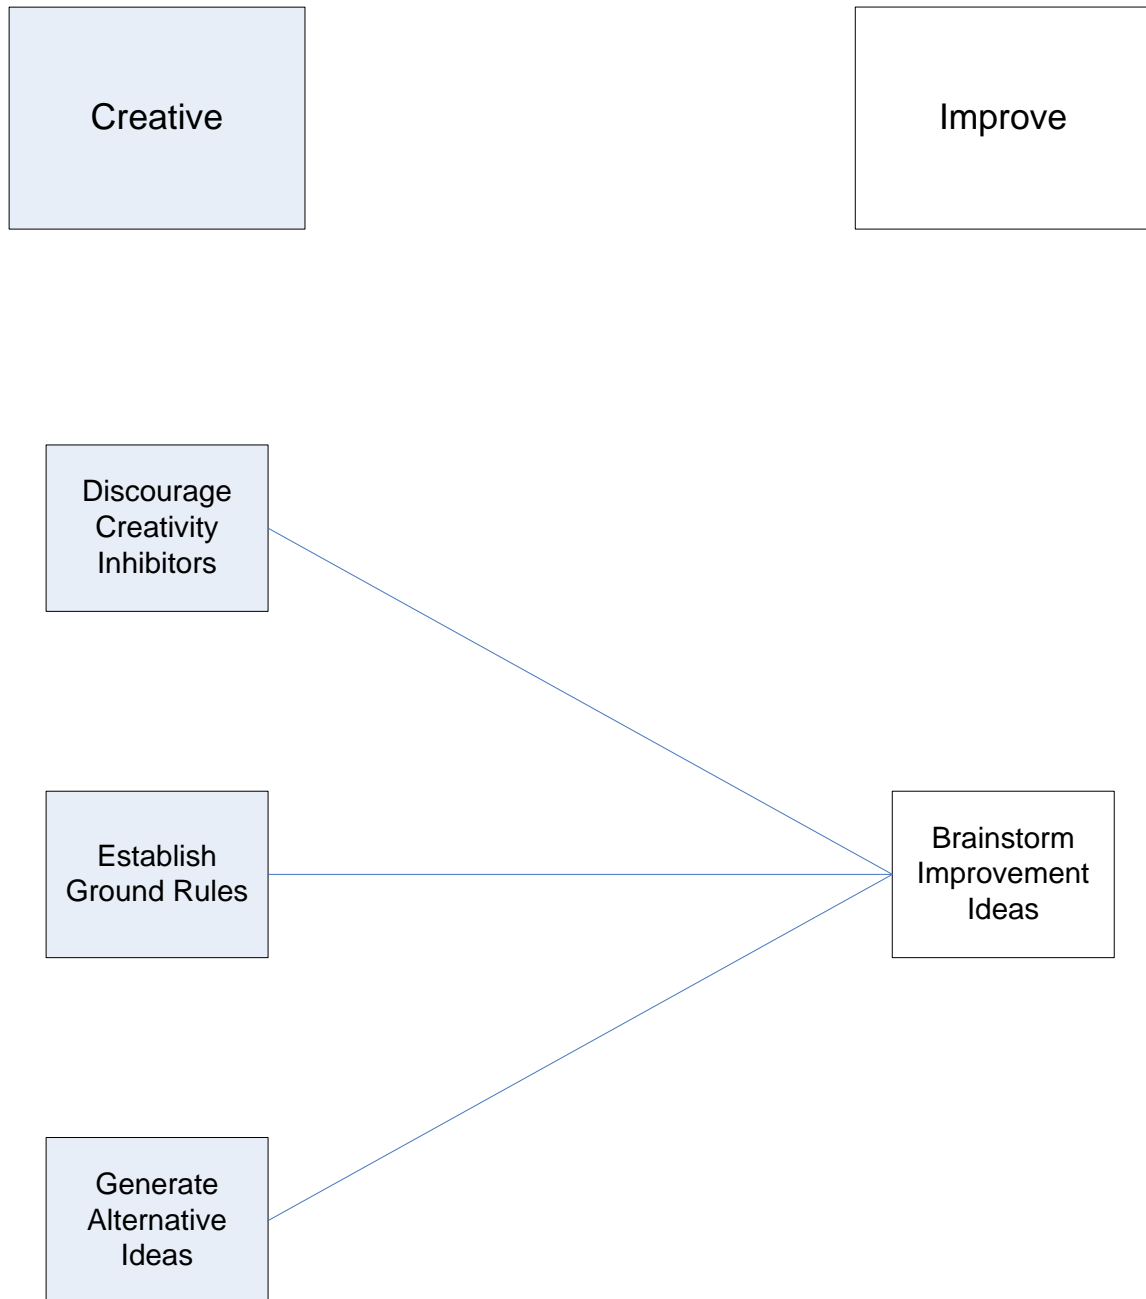 Creative
Improve
Discourage
Creativity
Inhibitors
Establish
Ground Rules
Brainstorm
Improvement
Ideas
Generate
Alternative
Ideas